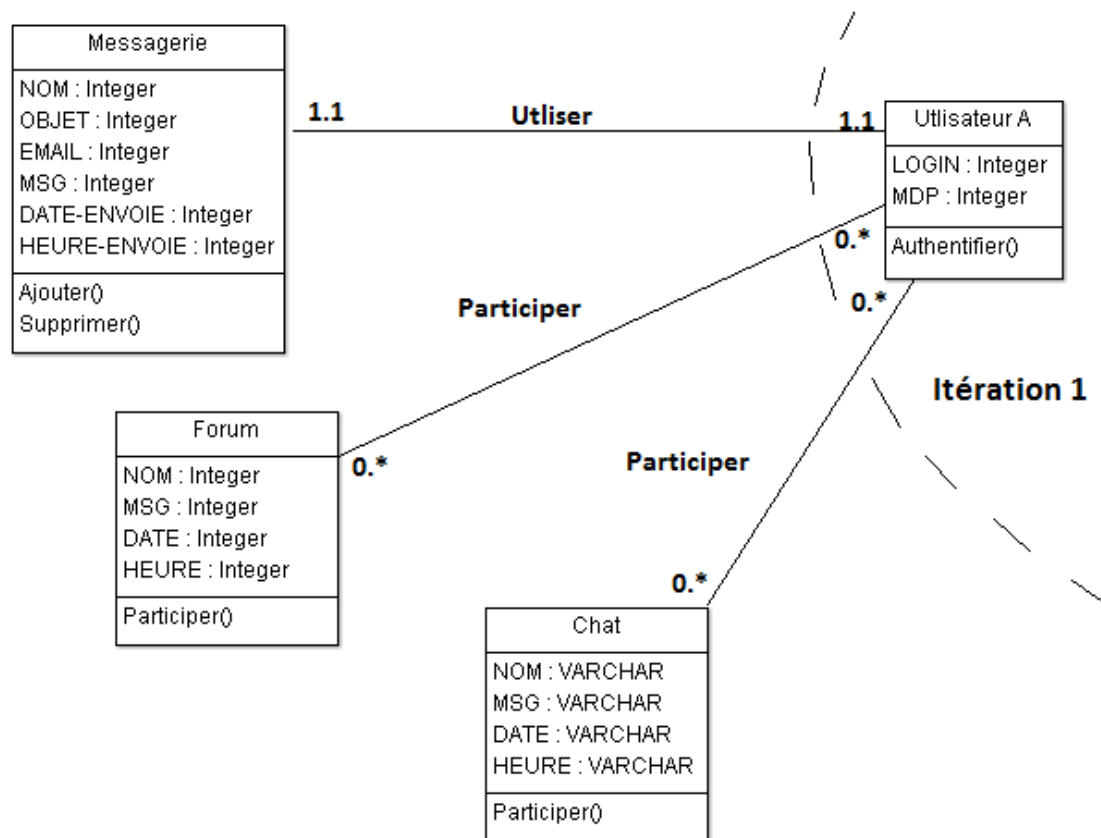 Messagerie
NOM : Integer
OBJET : Integer
EMAIL : Integer
MSG : Integer
DATE-ENVOIE : Integer
HEURE-ENVOIE : Integer
Ajouter()
Supprimer()
1.1
Utliser
1.1
Utlisateur A
LOGIN : Integer
MDP : Integer
Authentifier()
0.*
Participer
0.*
Itération 1
Forum
NOM : Integer
MSG : Integer
DATE : Integer
HEURE : Integer
Participer()
0.*
Participer
0.*
Chat
NOM : VARCHAR
MSG : VARCHAR
DATE : VARCHAR
HEURE : VARCHAR
Participer()